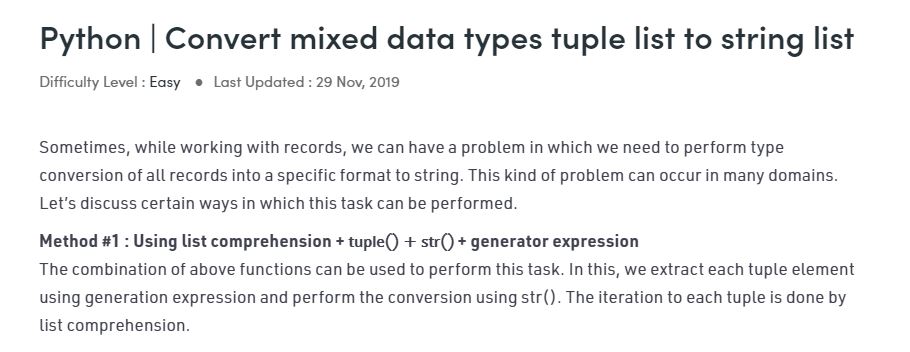 Python | Convert mixed data types tuple list to string list
Difficulty Level : Easy ● Last Updated : 29 Nov, 2019
Sometimes, while working with records, we can have a problem in which we need to perform type
conversion of all records into a specific format to string. This kind of problem can occur in many domains.
Let’s discuss certain ways in which this task can be performed.
Method #1 : Using list comprehension + tuple() + str() + generator expression
The combination of above functions can be used to perform this task. In this, we extract each tuple element
using generation expression and perform the conversion using str(). The iteration to each tuple is done by
list comprehension.